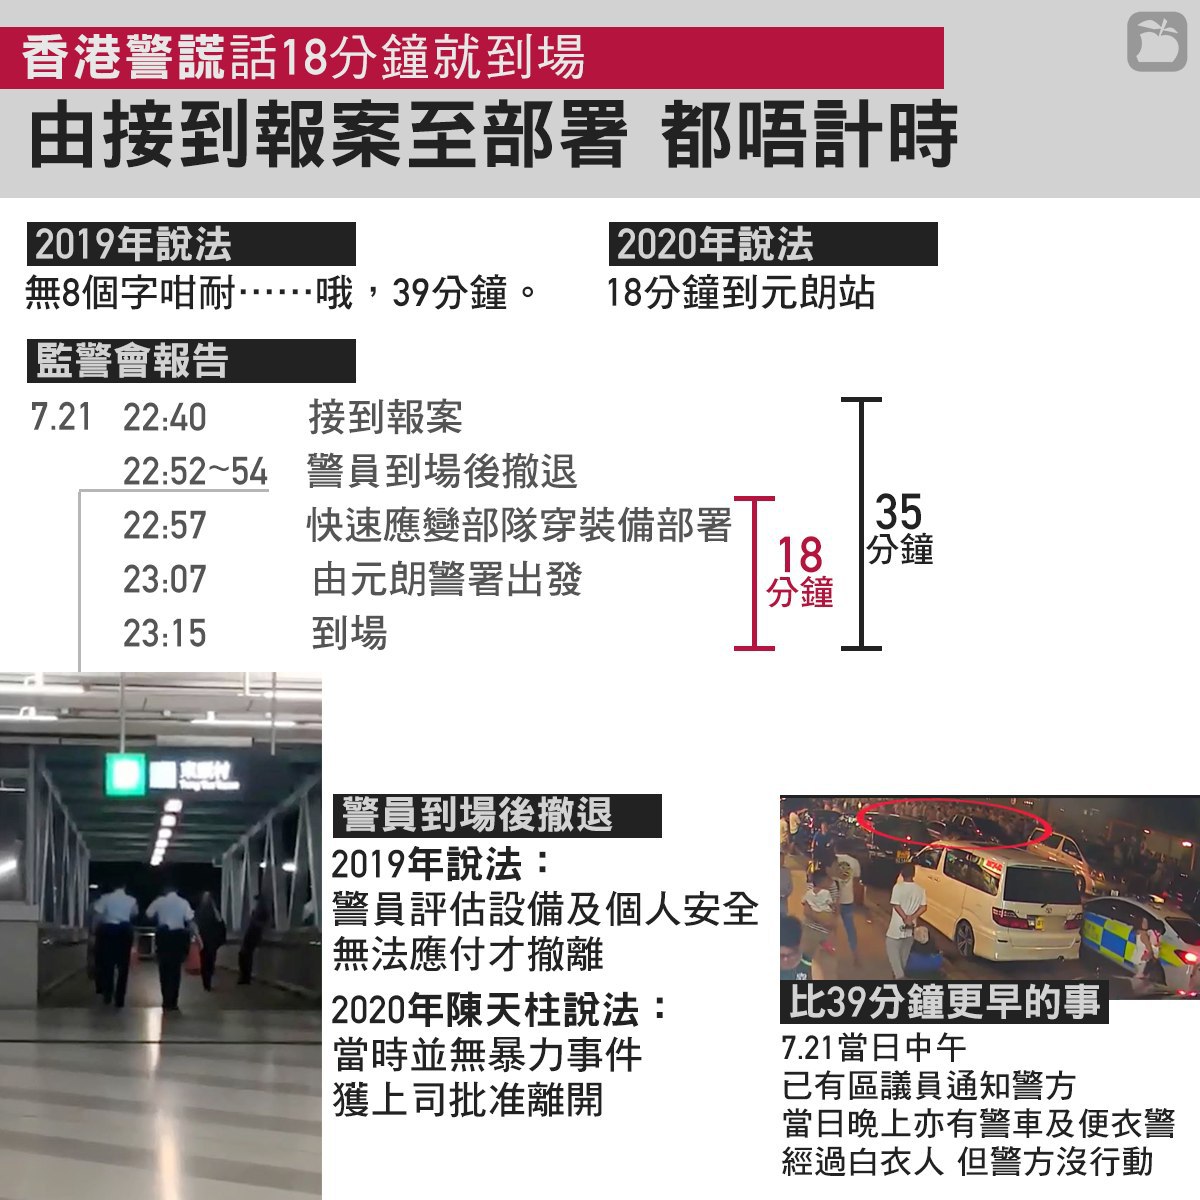 香港警謊話18分鐘就到場
由接到報案至部署 都唔計時
2019年說法
無8個字咁耐……哦，39分鐘。
2020年說法
18分鐘到元朗站
監警會報告
7.21 22:40 接到報案
22:52~54 警員到場後撤退
22:57 快速應變部隊穿裝備部署
23:07 由元朗警署出發
23:15 到場
18
分鐘
35
分鐘
警員到場後撤退
2019年說法：
警員評估設備及個人安全
無法應付才撤離
2020年陳天柱說法：
當時並無暴力事件
獲上司批准離開
比39分鐘更早的事
7.21當日中午
已有區議員通知警方
當日晚上亦有警車及便衣警
經過白衣人 但警方沒行動